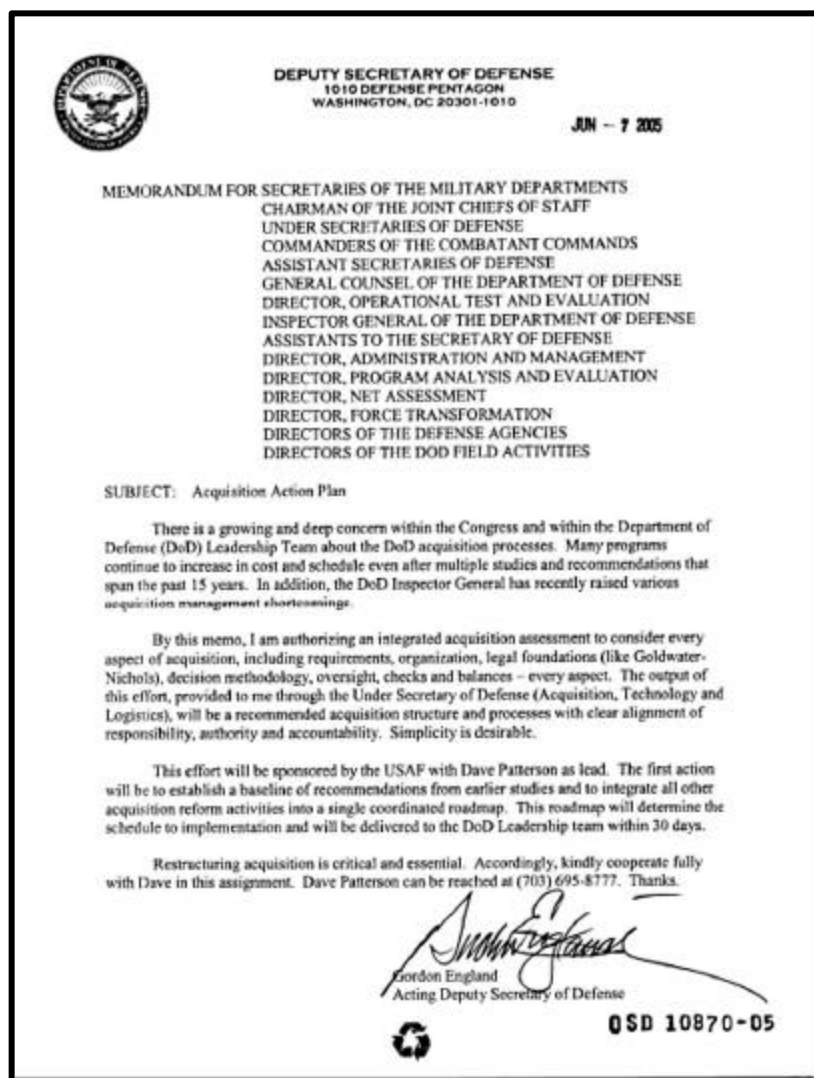 DEPUTY SECRETARY OF DEFENSE
1010 DEFENSE PENTAGON
WASHINGTON, DC 20301-1010
JUN - 7 2005
MEMORANDUM FOR SECRETARIES OF THE MILITARY DEPARTMENTS
CHAIRMAN OF THE JOINT CHIEFS OF STAFF
UNDER SECRETARIES OF DEFENSE
COMMANDERS OF THE COMBATANT COMMANDS
ASSISTANT SECRETARIES OF DEFENSE
GENERAL COUNSEL OF THE DEPARTMENT OF DEFENSE
DIRECTOR, OPERATIONAL TEST AND EVALUATION
INSPECTOR GENERAL OF THE DEPARTMENT OF DEFENSE
ASSISTANTS TO THE SECRETARY OF DEFENSE
DIRECTOR, ADMINISTRATION AND MANAGEMENT
DIRECTOR, PROGRAM ANALYSIS AND EVALUATION
DIRECTOR, NET ASSESSMENT
DIRECTOR, FORCE TRANSFORMATION
DIRECTORS OF THE DEFENSE AGENCIES
DIRECTORS OF THE DOD FIELD ACTIVITIES
SUBJECT: Acquisition Action Plan
There is a growing and deep concern within the Congress and within the Department of
Defense (DoD) Leadership Team about the DoD acquisition processes. Many programs
continue to increase in cost and schedule even after multiple studies and recommendations that
span the past 15 years. In addition, the DoD Inspector General has recently raised various
acquisition management shortcomings.
By this memo, I am authorizing an integrated acquisition assessment to consider every
aspect of acquisition, including requirements, organization, legal foundations (like Goldwater-
Nichols), decision methodology, oversight, checks and balances – every aspect. The output of
this effort, provided to me through the Under Secretary of Defense (Acquisition, Technology and
Logistics), will be a recommended acquisition structure and processes with clear alignment of
responsibility, authority and accountability. Simplicity is desirable.
This effort will be sponsored by the USAF with Dave Patterson as lead. The first action
will be to establish a baseline of recommendations from earlier studies and to integrate all other
acquisition reform activities into a single coordinated roadmap. This roadmap will determine the
schedule to implementation and will be delivered to the DoD Leadership team within 30 days.
Restructuring acquisition is critical and essential. Accordingly, kindly cooperate fully
with Dave in this assignment. Dave Patterson can be reached at (703) 695-8777. Thanks.
Gordon England
Acting Deputy Secretary of Defense
OSD 10870-05